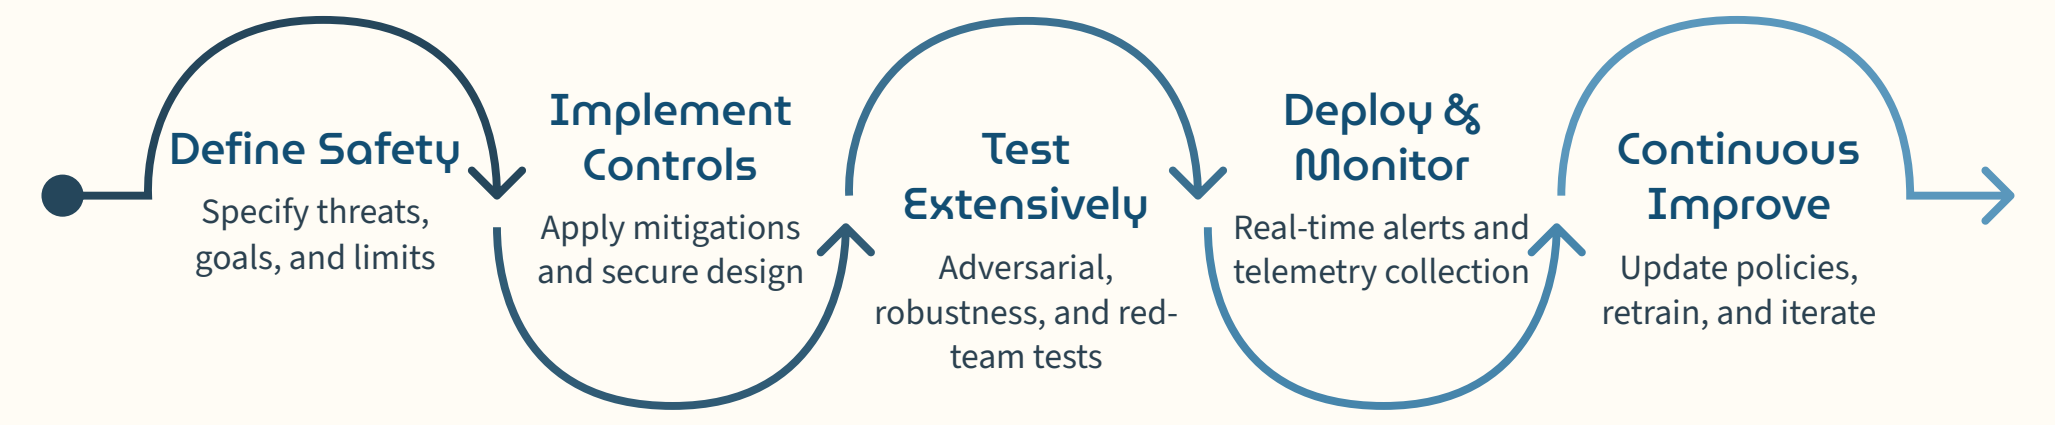 Define Safety
Specify threats,
goals, and limits
Implement
Controls
Apply mitigations
and secure design
Test
Extensively
Adversarial,
robustness, and red-
team tests
Deploy &
Monitor
Real-time alerts and
telemetry collection
Continuous
Improve
Update policies,
retrain, and iterate